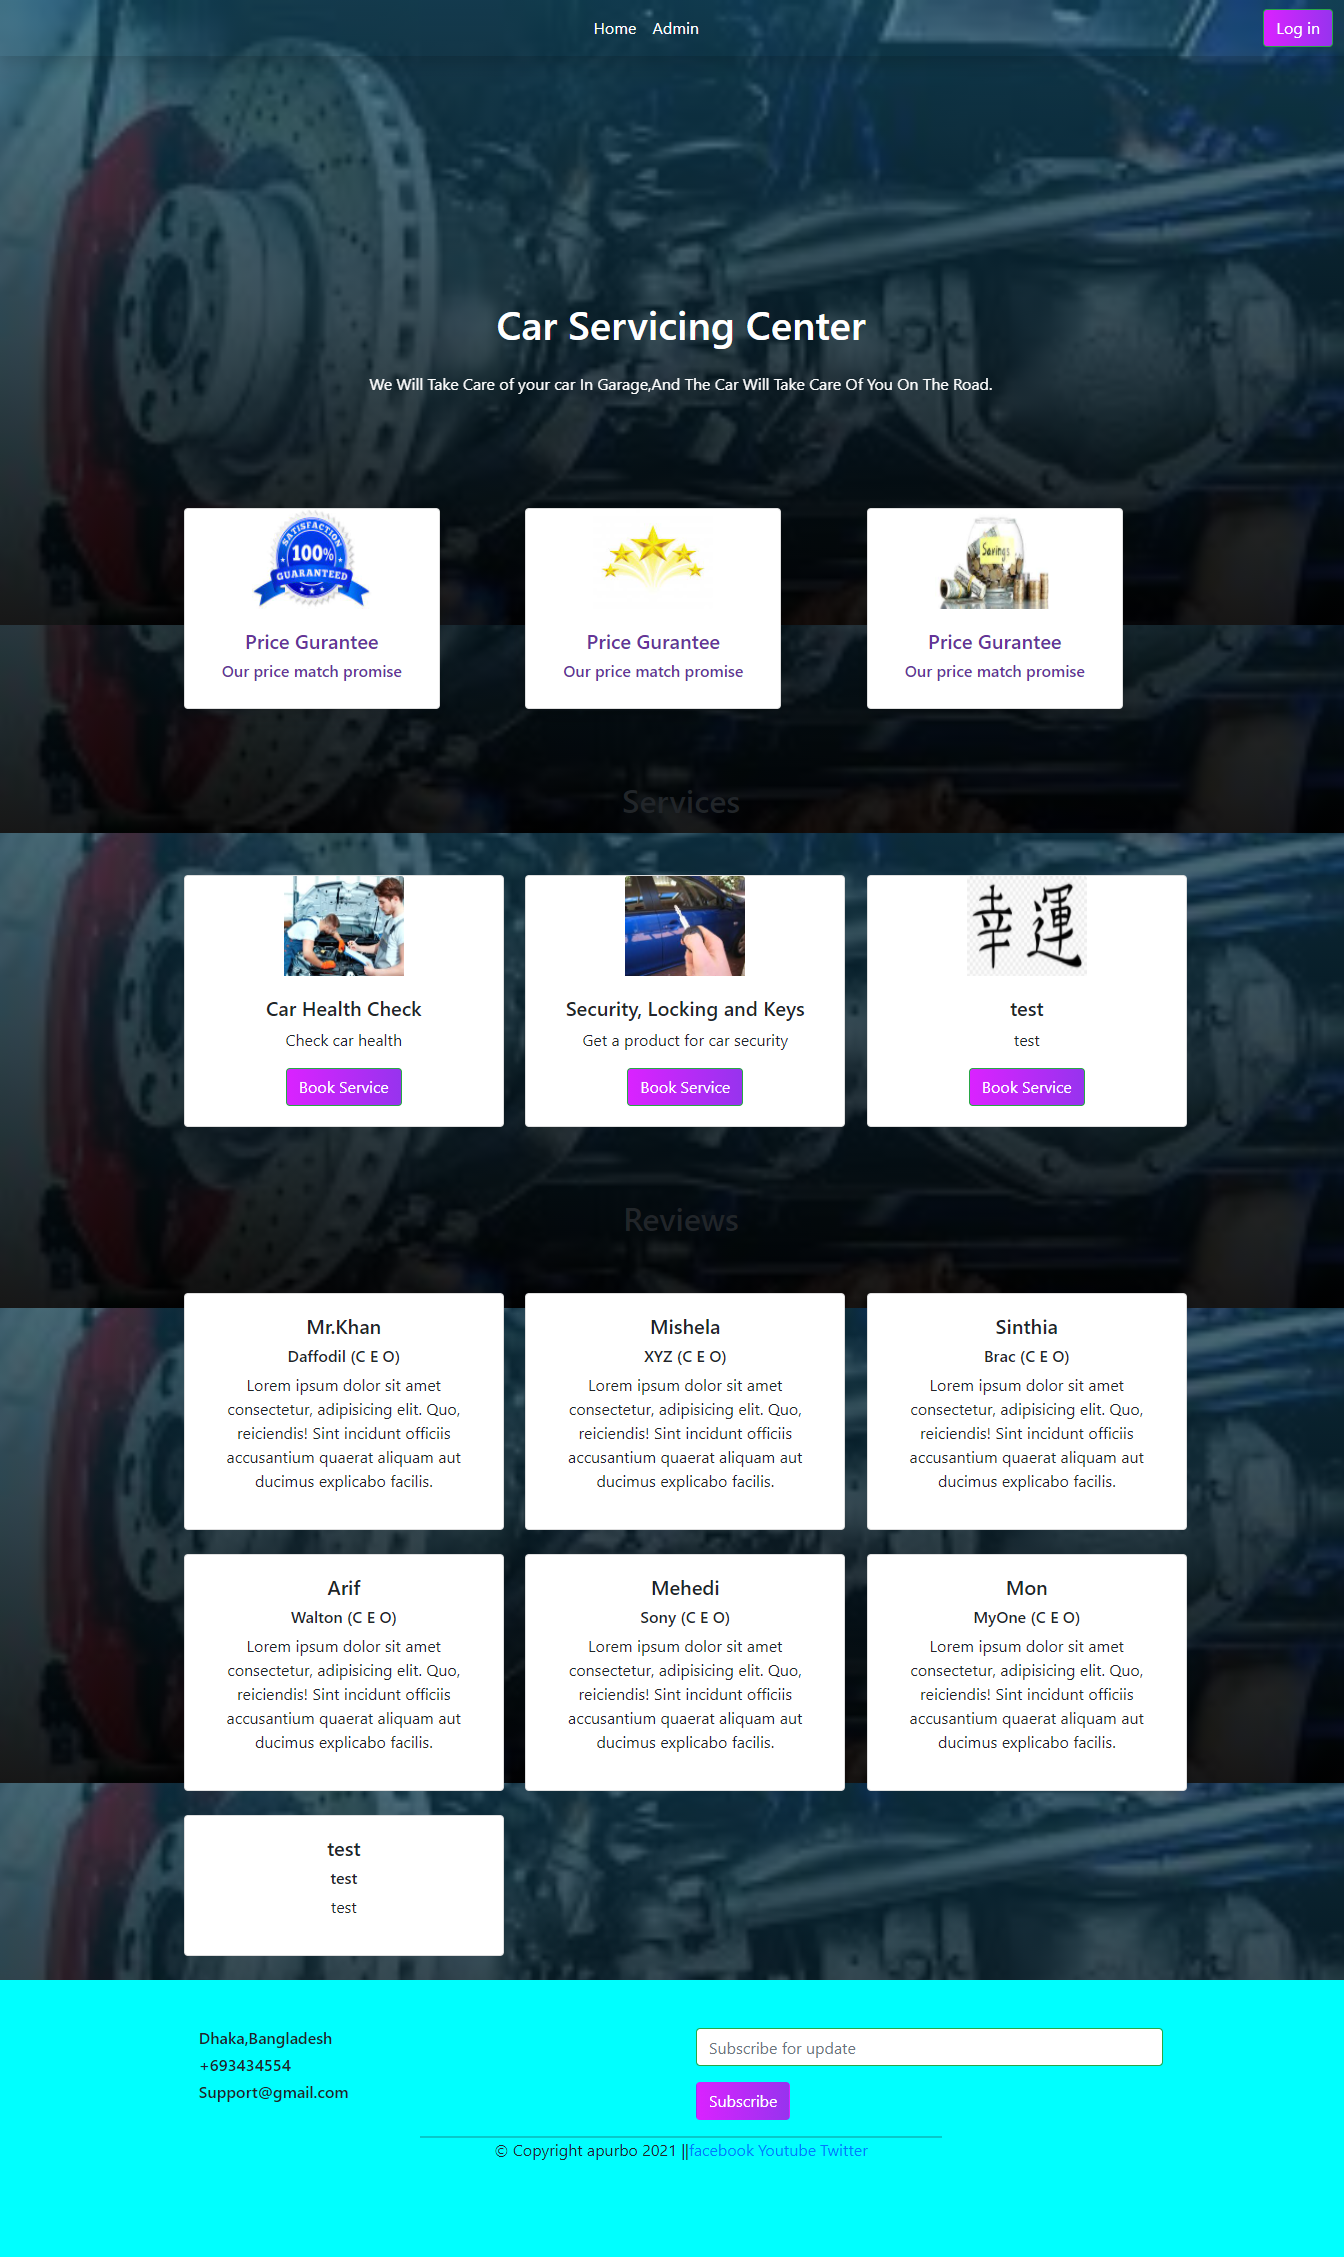 Home Admin
Log in
Car Servicing Center
We Will Take Care of your car In Garage,And The Car Will Take Care Of You On The Road.
SATISFACTION
100%
GUARANTEED
Price Gurantee
Our price match promise
Price Gurantee
Our price match promise
Savings
Price Gurantee
Our price match promise
Services
Car Health Check
Check car health
Book Service
Security, Locking and Keys
Get a product for car security
Book Service
幸運
test
test
Book Service
Reviews
Mr.Khan
Daffodil (C E O)
Lorem ipsum dolor sit amet
consectetur, adipisicing elit. Quo,
reiciendis! Sint incidunt officiis
accusantium quaerat aliquam aut
ducimus explicabo facilis.
Mishela
XYZ (C E O)
Lorem ipsum dolor sit amet
consectetur, adipisicing elit. Quo,
reiciendis! Sint incidunt officiis
accusantium quaerat aliquam aut
ducimus explicabo facilis.
Sinthia
Brac (C E O)
Lorem ipsum dolor sit amet
consectetur, adipisicing elit. Quo,
reiciendis! Sint incidunt officiis
accusantium quaerat aliquam aut
ducimus explicabo facilis.
Arif
Walton (C E O)
Lorem ipsum dolor sit amet
consectetur, adipisicing elit. Quo,
reiciendis! Sint incidunt officiis
accusantium quaerat aliquam aut
ducimus explicabo facilis.
Mehedi
Sony (C E O)
Lorem ipsum dolor sit amet
consectetur, adipisicing elit. Quo,
reiciendis! Sint incidunt officiis
accusantium quaerat aliquam aut
ducimus explicabo facilis.
Mon
MyOne (C E O)
Lorem ipsum dolor sit amet
consectetur, adipisicing elit. Quo,
reiciendis! Sint incidunt officiis
accusantium quaerat aliquam aut
ducimus explicabo facilis.
test
test
test
Dhaka,Bangladesh
+693434554
Support@gmail.com
Subscribe for update
Subscribe
© Copyright apurbo 2021 ||facebook Youtube Twitter